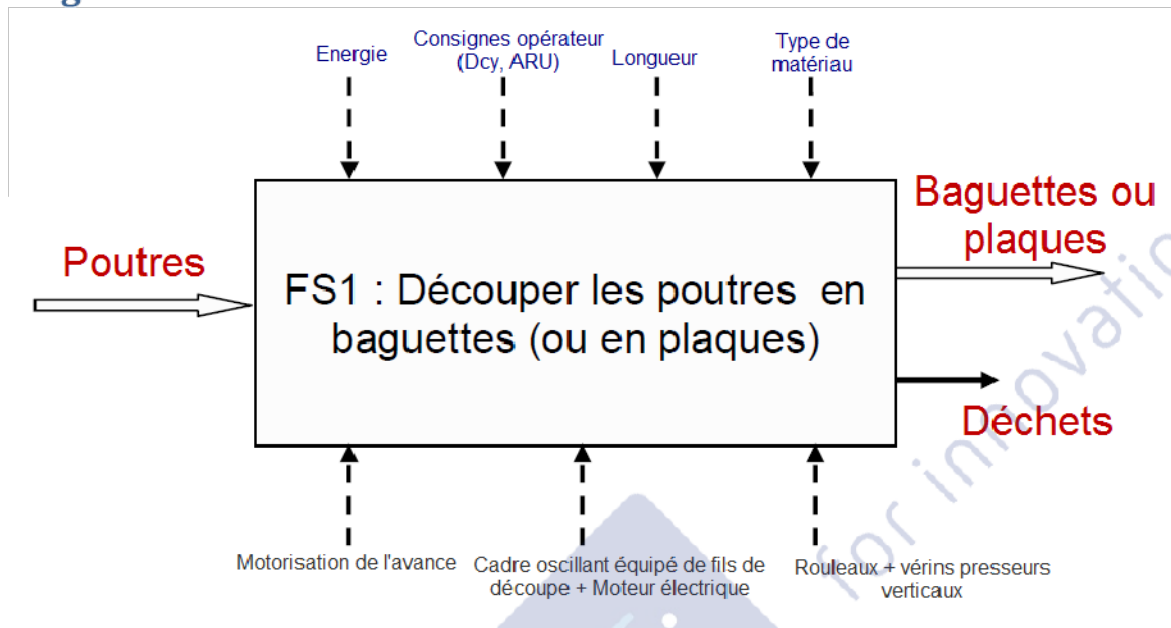 Energie
Consignes opérateur
(Dcy, ARU)
Longueur
Type de
matériau
Poutres
FS1 : Découper les poutres en
baguettes (ou en plaques)
Baguettes ou
plaques
Déchets
Motorisation de l'avance
Cadre oscillant équipé de fils de
découpe + Moteur électrique
Rouleaux + vérins presseurs
verticaux
for innovatio